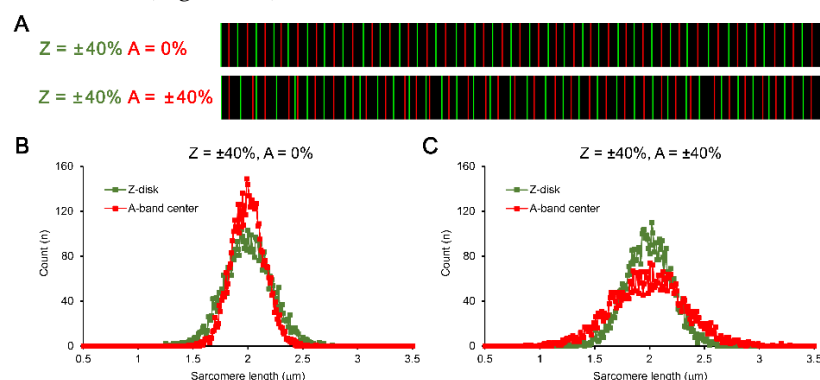 A
Z = ±40% A = 0%
Z = ±40% A = ±40%
B
Z = ±40%, A = 0%
160
120
80
40
0
Count (n)
Z-disk
A-band center
0.5 1 1.5 2 2.5 3 3.5
Sarcomere length (µm)
C
Z = ±40%, A = ±40%
160
120
80
40
0
Count (n)
Z-disk
A-band center
0.5 1 1.5 2 2.5 3 3.5
Sarcomere length (µm)